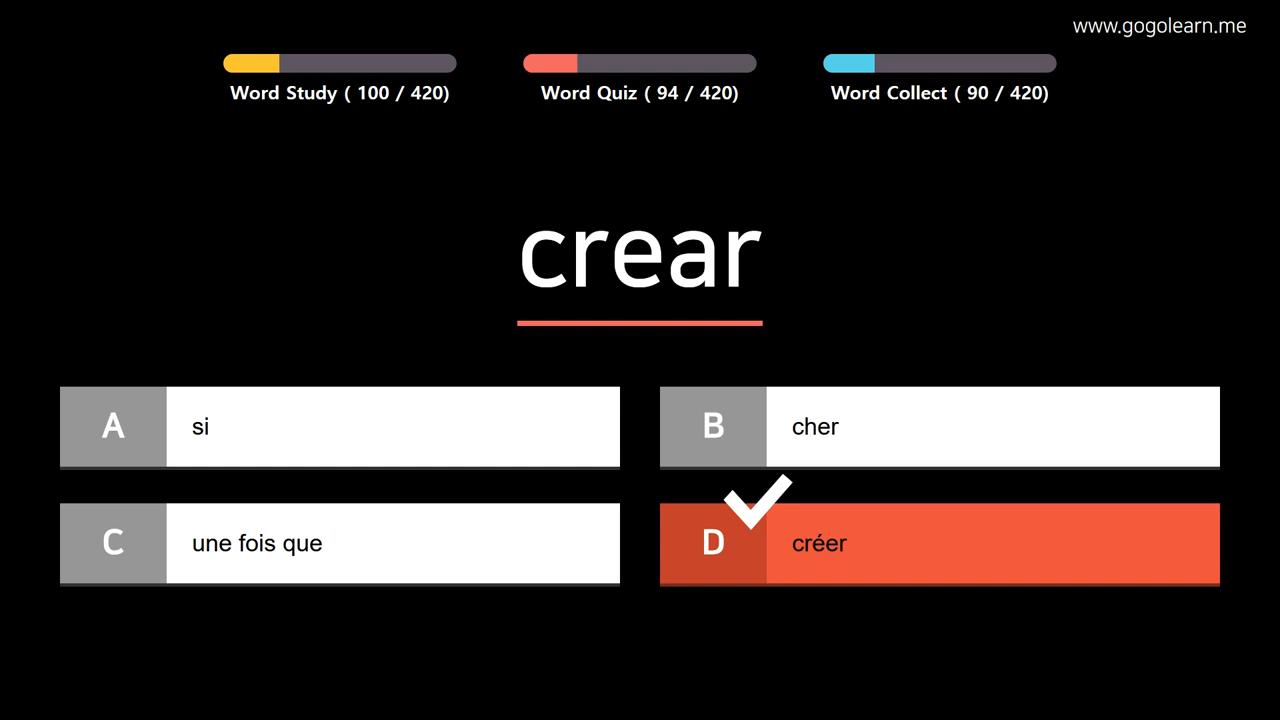 www.gogolearn.me
Word Study ( 100 / 420)
Word Quiz ( 94 / 420)
Word Collect ( 90 / 420)
crear
A si
B cher
C une fois que
D créer